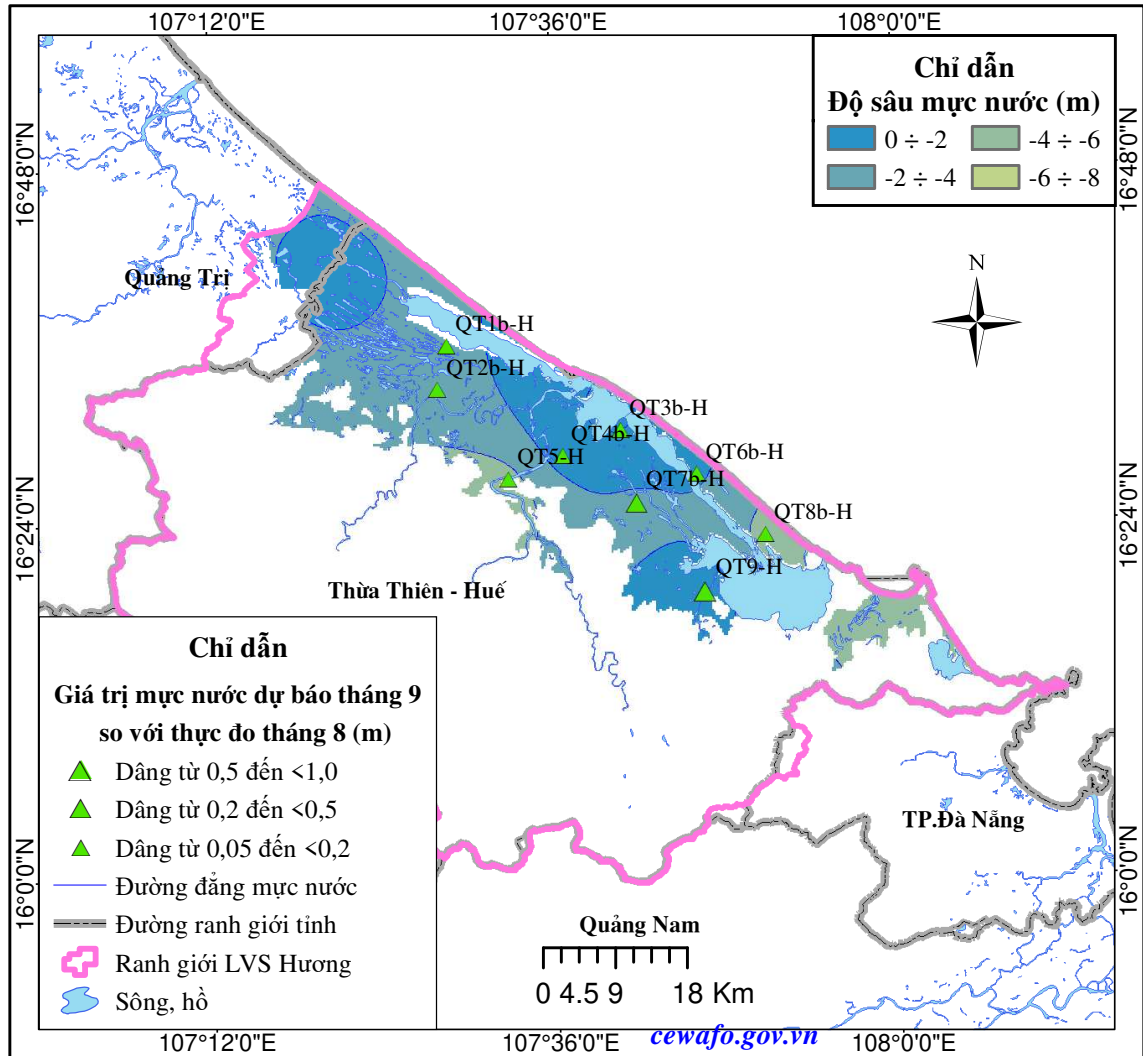 107°12'0"E
107°36'0"E
108°0'0"E
Chỉ dẫn
Độ sâu mực nước (m)
0 ÷ -2
-4 ÷ -6
-2 ÷ -4
-6 ÷ -8
16°48'0"N
16°48'0"N
Quảng Trị
N
QT1b-H
QT2b-H
QT3b-H
QT4b-H
QT5-H
QT6b-H
QT7b-H
QT8b-H
QT9-H
16°24'0"N
16°24'0"N
Thừa Thiên - Huế
Chỉ dẫn
Giá trị mực nước dự báo tháng 9
so với thực đo tháng 8 (m)
Dâng từ 0,5 đến <1,0
Dâng từ 0,2 đến <0,5
Dâng từ 0,05 đến <0,2
Đường đẳng mực nước
Đường ranh giới tỉnh
Ranh giới LVS Hương
Sông, hồ
TP.Đà Nẵng
16°0'0"N
16°0'0"N
Quảng Nam
0 4.5 9 18 Km
cewafo.gov.vn
107°12'0"E
107°36'0"E
108°0'0"E